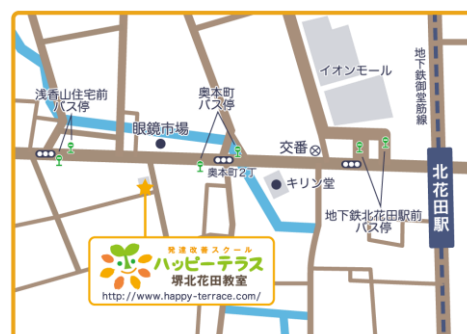 イオンモール
地下鉄御堂筋線
浅香山住宅前
バス停
奥本町
バス停
眼鏡市場
交番
奥本町2丁
キリン堂
北花田駅
地下鉄北花田駅前
バス停
発達改善スクール
ハッピーテラス
堺北花田教室
http://www.happy-terrace.com/